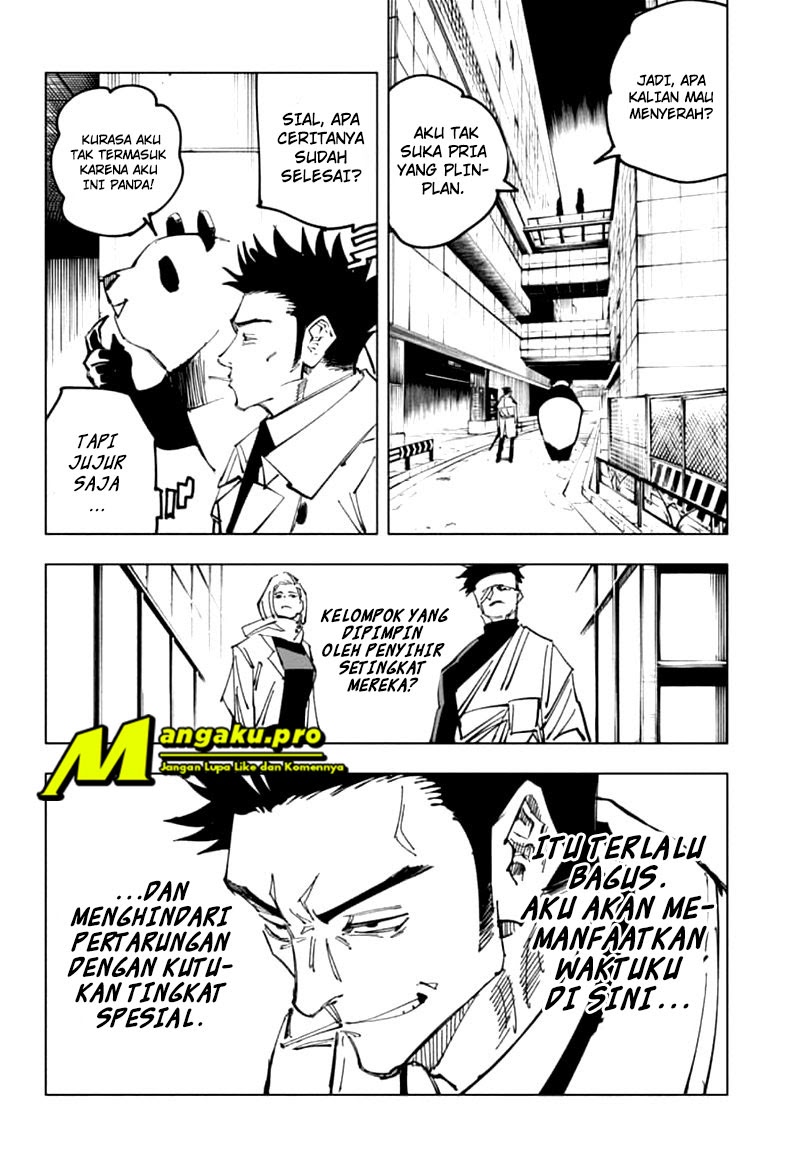 JADI, APA
KALIAN MAU
MENYERAH?
AKU TAK
SUKA PRIA
YANG PLIN-
PLAN.
SIAL, APA
CERITANYA
SUDAH
SELESAI?
KURASA AKU
TAK TERMASUK
KARENA AKU
INI PANDA!
TAPI
JUJUR
SAJA
...
KELOMPOK YANG
DIPIMPIN
OLEH PENYIHIR
SETINGKAT
MEREKA?
Mangaku.pro
Jangan Lupa Like dan Komennya
ITU TERLALU
BAGUS.
AKU AKAN ME-
MANFAATKAN
WAKTUKU
DI SINI...
...DAN
MENGHINDARI
PERTARUNGAN
DENGAN KUTU-
KAN TINGKAT
SPESIAL.